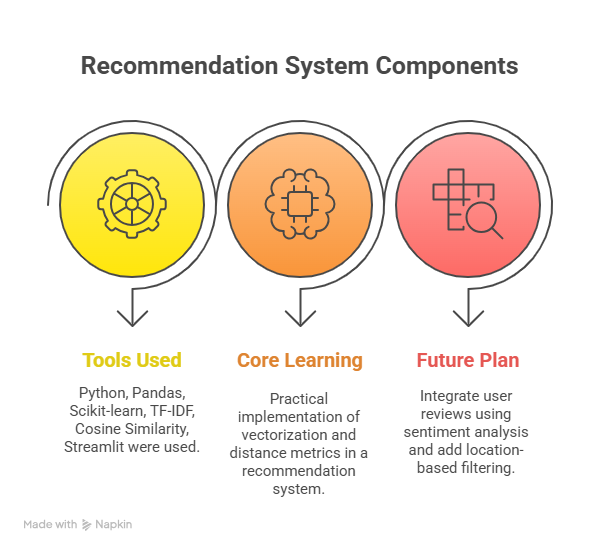 Recommendation System Components
Tools Used
Python, Pandas,
Scikit-learn, TF-IDF,
Cosine Similarity,
Streamlit were used.
Core Learning
Practical
implementation of
vectorization and
distance metrics in a
recommendation
system.
Future Plan
Integrate user
reviews using
sentiment analysis
and add location-
based filtering.
Made with Napkin